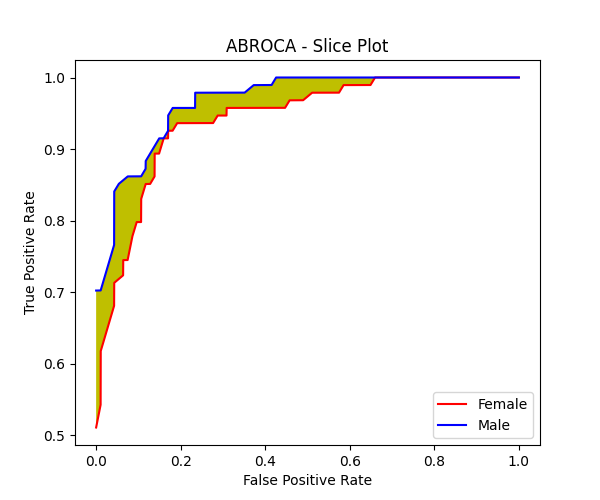 ABROCA - Slice Plot
True Positive Rate
1.0
0.9
0.8
0.7
0.6
0.5
0.0 0.2 0.4 0.6 0.8 1.0
False Positive Rate
Female
Male